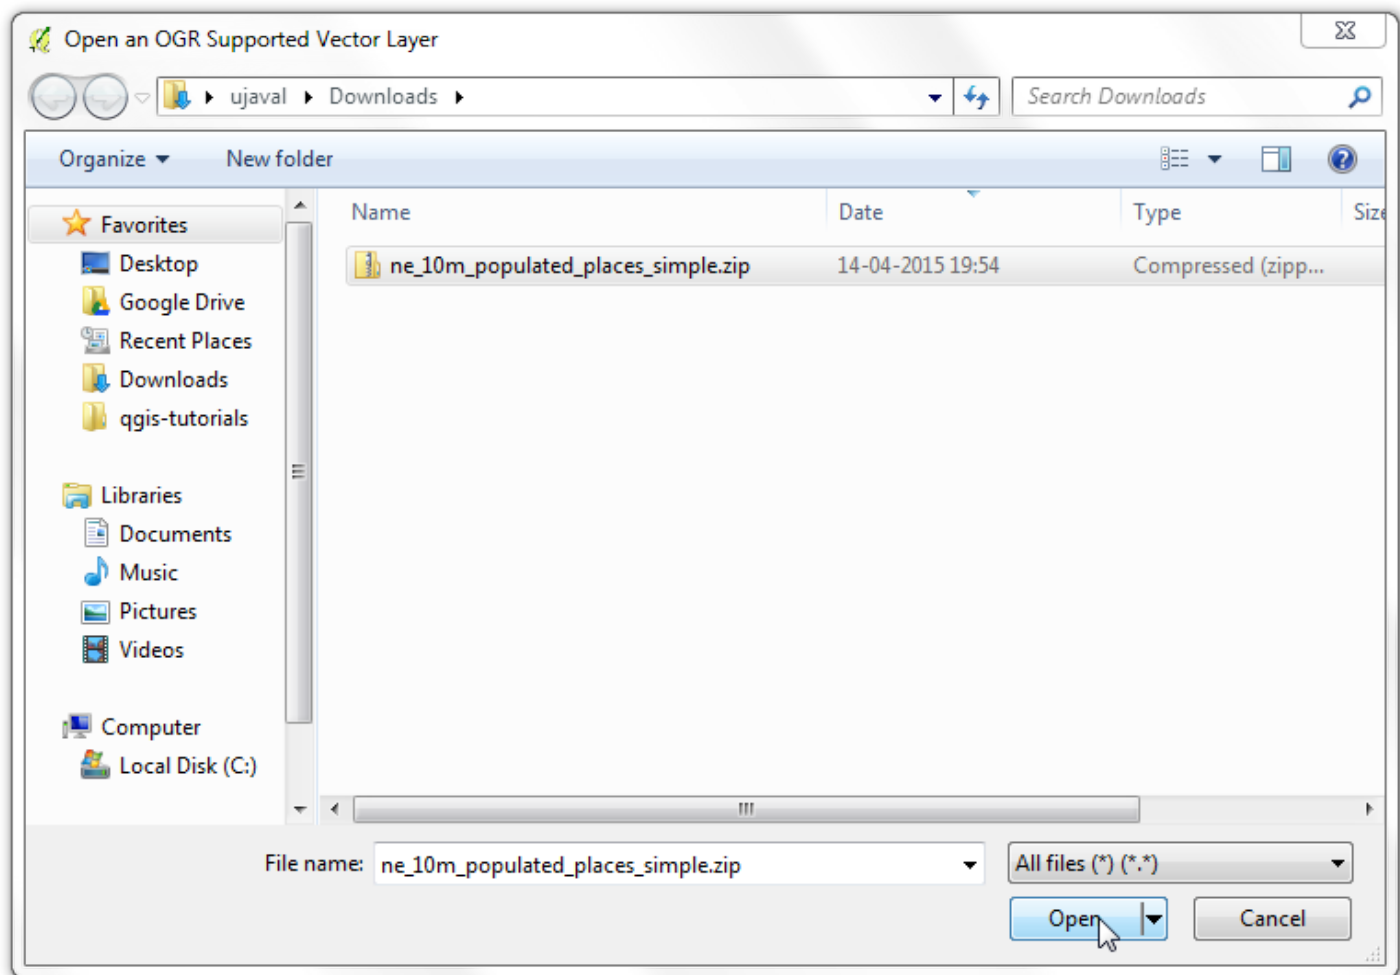 Open an OGR Supported Vector Layer
ujaval Downloads
Search Downloads
Organize New folder
Name Date Type Size
Favorites
Desktop
Google Drive
Recent Places
Downloads
qgis-tutorials
Libraries
Documents
Music
Pictures
Videos
Computer
Local Disk (C:)
ne_10m_populated_places_simple.zip 14-04-2015 19:54 Compressed (zipp...
File name: ne_10m_populated_places_simple.zip All files (*) (*.*)
Open Cancel